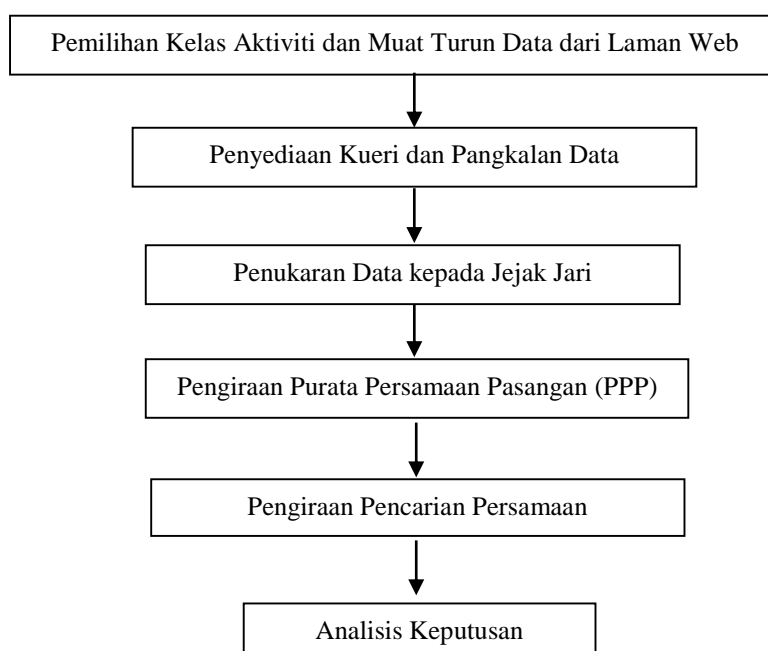 Pemilihan Kelas Aktiviti dan Muat Turun Data dari Laman Web
Penyediaan Kueri dan Pangkalan Data
Penukaran Data kepada Jejak Jari
Pengiraan Purata Persamaan Pasangan (PPP)
Pengiraan Pencarian Persamaan
Analisis Keputusan